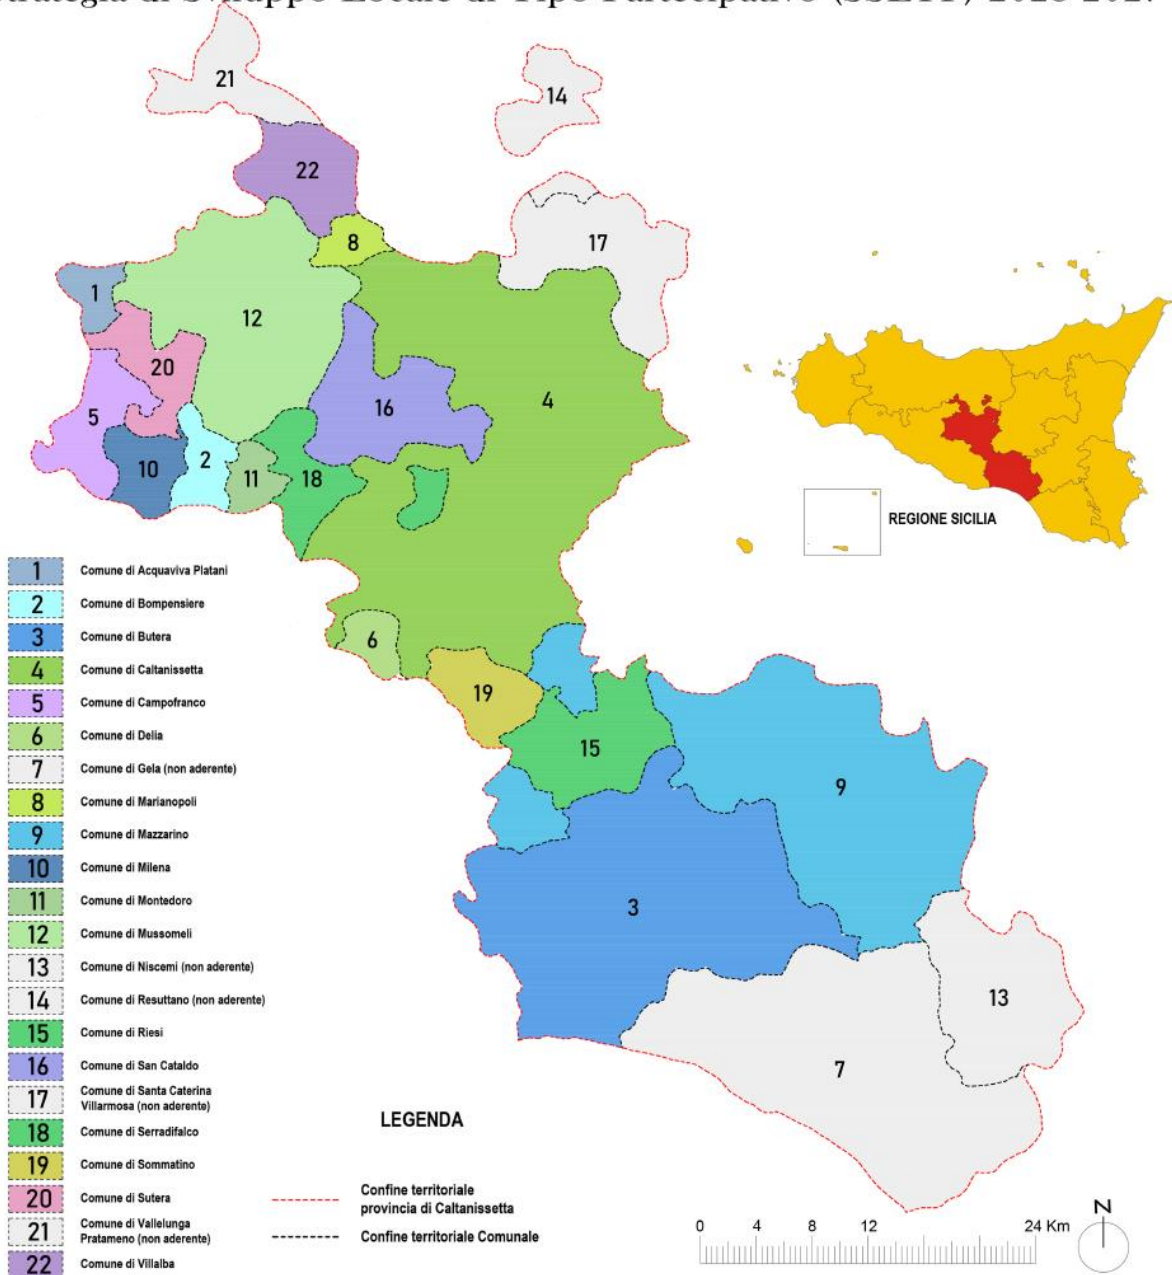 di Sviluppo Locale di Tipo Partecipativo
21
14
22
17
8
1
12
20
4
16
5
2
10
11
18
REGIONE SICILIA
6
19
15
9
3
13
7
1 Comune di Acquaviva Platani
2 Comune di Bompensiere
3 Comune di Butera
4 Comune di Caltanissetta
5 Comune di Campofranco
6 Comune di Delia
7 Comune di Gela (non aderente)
8 Comune di Marianopoli
9 Comune di Mazzarino
10 Comune di Milena
11 Comune di Montedoro
12 Comune di Mussomeli
13 Comune di Niscemi (non aderente)
14 Comune di Resuttano (non aderente)
15 Comune di Riesi
16 Comune di San Cataldo
17 Comune di Santa Caterina
Villarmosa (non aderente)
18 Comune di Serradifalco
19 Comune di Sommatino
20 Comune di Sutera
21 Comune di Vallelunga
Pratameno (non aderente)
22 Comune di Villalba
LEGENDA
Confine territoriale
provincia di Caltanissetta
Confine territoriale Comunale
0 4 8 12 24 Km
N